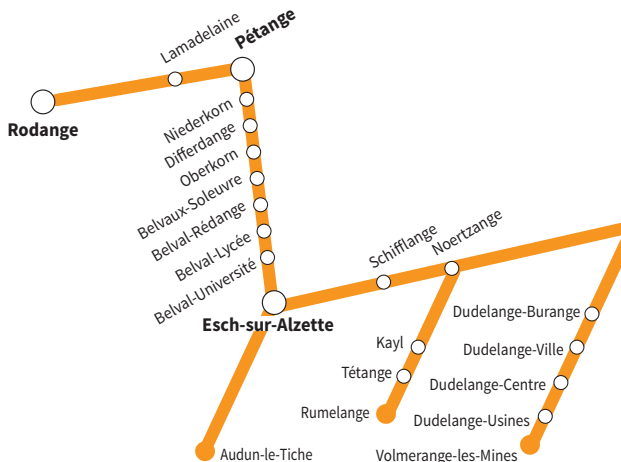 Lamadelaine
Pétange
Rodange
Niederkorn
Differdange
Oberkorn
Belvaux-Soleuvre
Belval-Rédange
Belval-Lycée
Belval-Université
Esch-sur-Alzette
Schifflange
Noertzange
Kayl
Tétange
Rumelange
Audun-le-Tiche
Dudelange-Burange
Dudelange-Ville
Dudelange-Centre
Dudelange-Usines
Volmerange-les-Mines